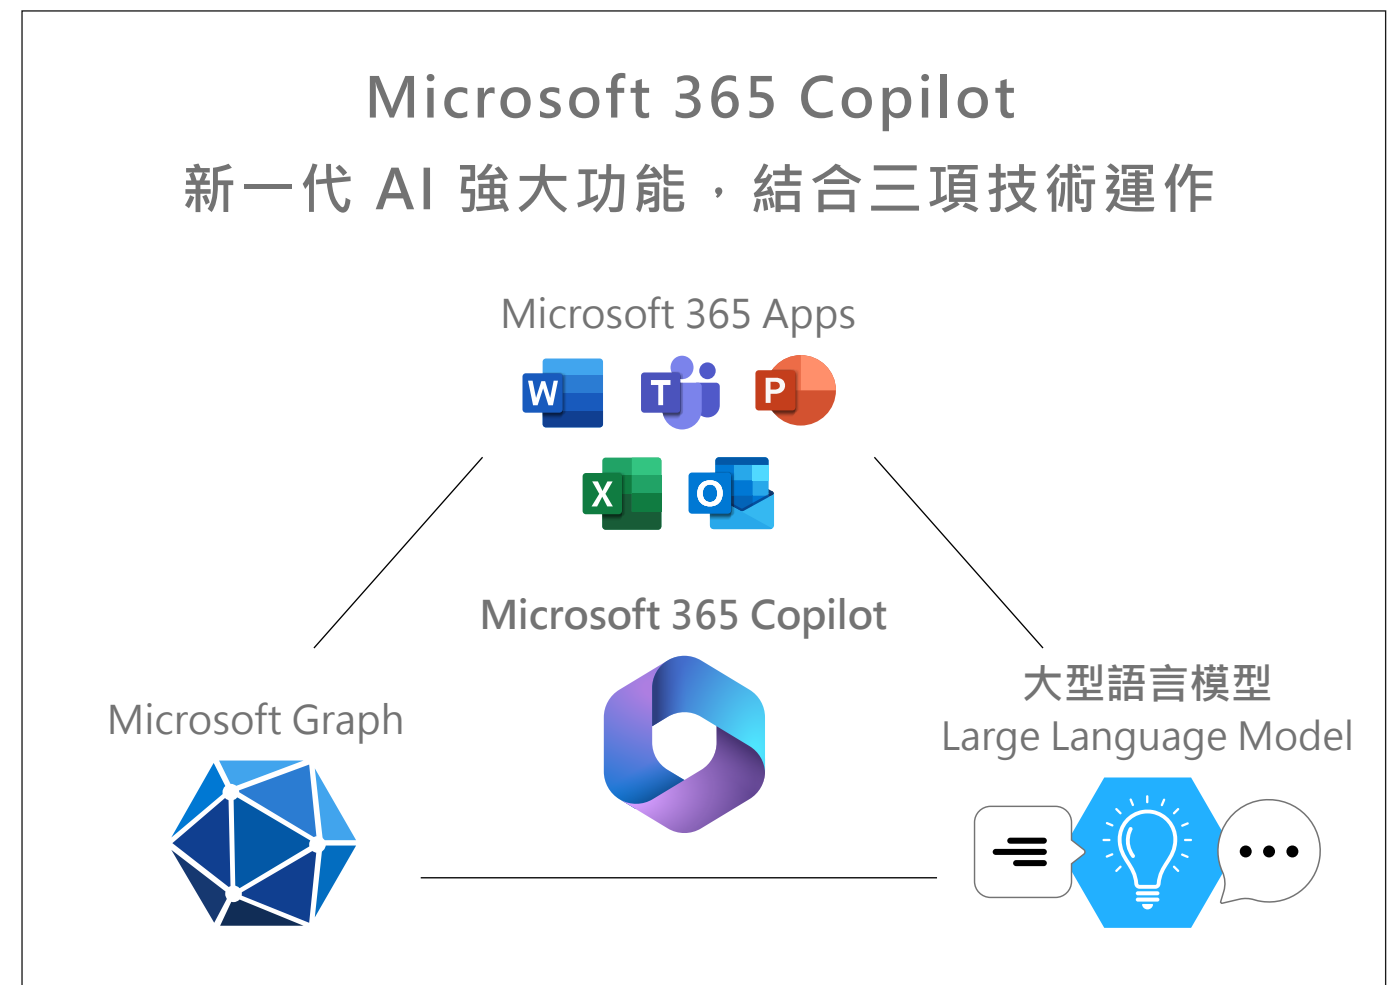 Microsoft 365 Copilot
新一代 AI 強大功能，結合三項技術運作
Microsoft 365 Apps
W
T
P
X
O
Microsoft 365 Copilot
Microsoft Graph
大型語言模型
Large Language Model